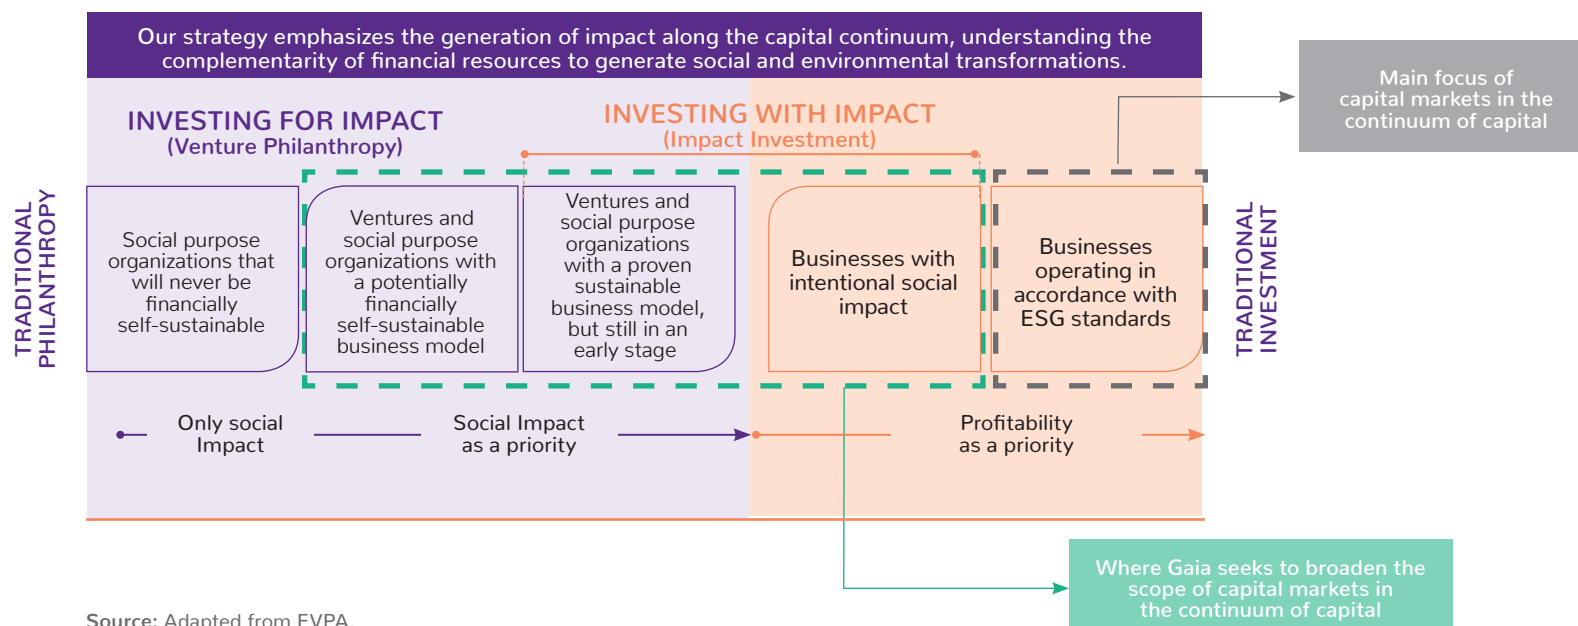 Our strategy emphasizes the generation of impact along the capital continuum, understanding the
complementarity of financial resources to generate social and environmental transformations.
Main focus of
capital markets in the
continuum of capital
INVESTING FOR IMPACT
(Venture Philanthropy)
INVESTING WITH IMPACT
(Impact Investment)
TRADITIONAL
PHILANTHROPY
Social purpose
organizations that
will never be
financially
self-sustainable
Ventures and
social purpose
organizations with
a potentially
financially
self-sustainable
business model
Ventures and
social purpose
organizations
with a proven
sustainable
business model,
but still in an
early stage
Businesses with
intentional social
impact
Businesses
operating in
accordance with
ESG standards
TRADITIONAL
INVESTMENT
Only social
Impact
Social Impact
as a priority
Profitability
as a priority
Where Gaia seeks to broaden the
scope of capital markets in
the continuum of capital
Source: Adapted from EVPA